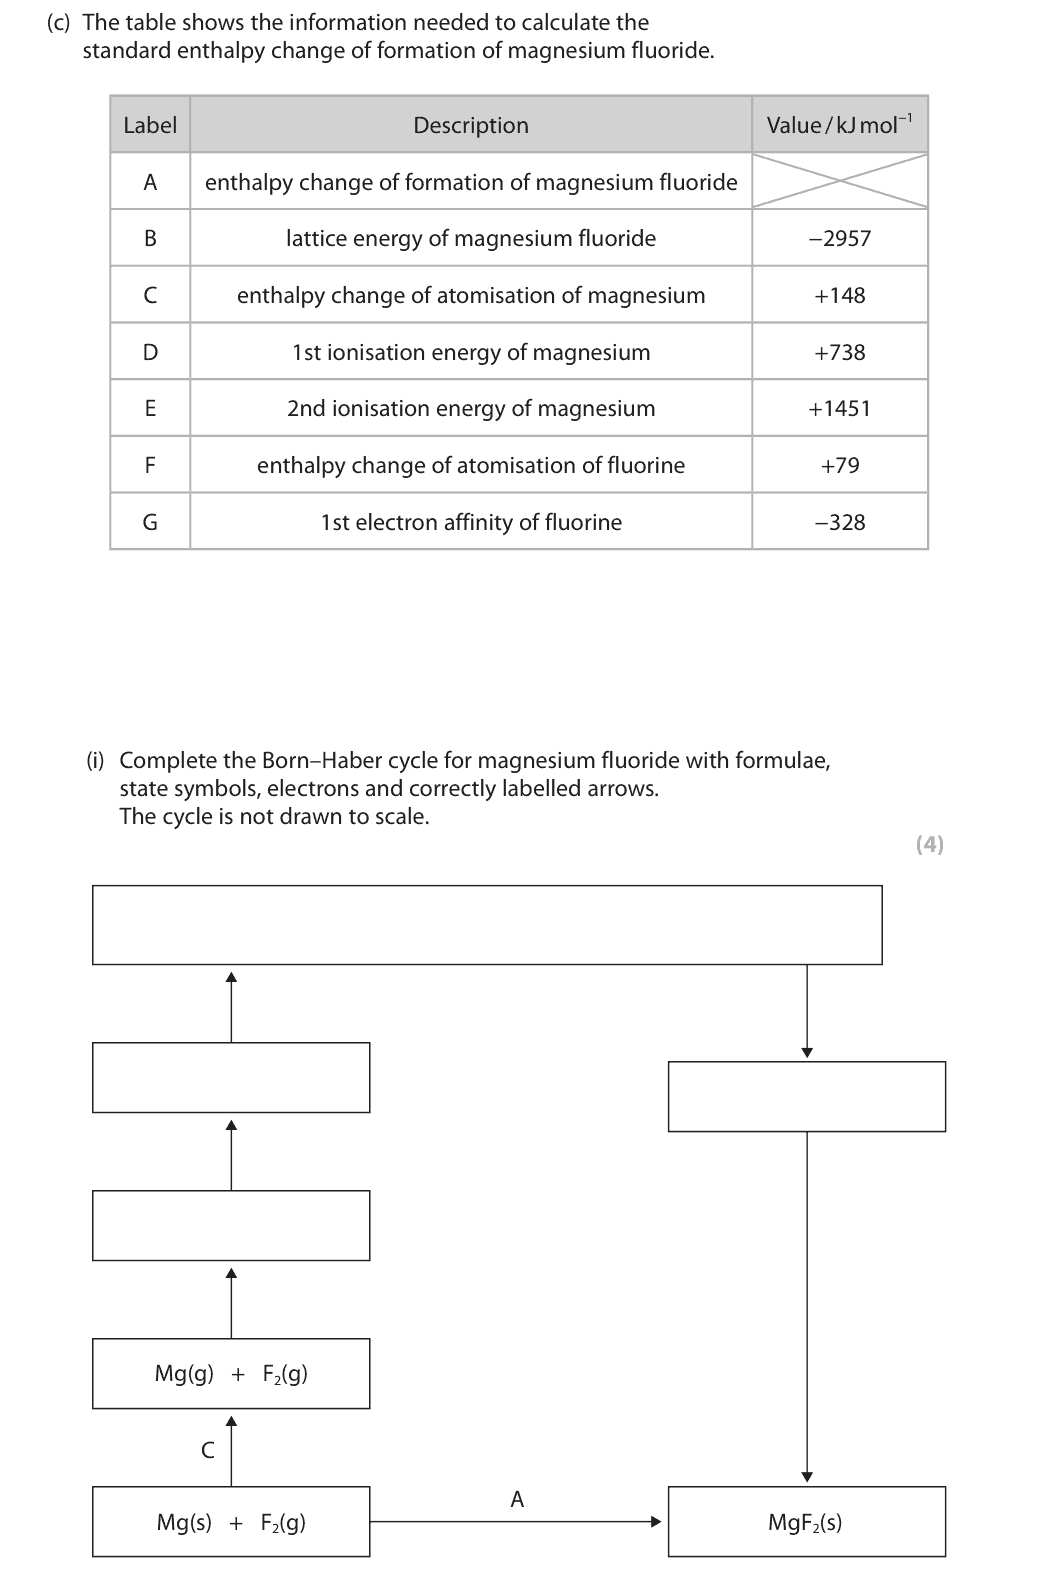 (c) The table shows the information needed to calculate the
standard enthalpy change of formation of magnesium fluoride.
Label Description Value / kJ mol⁻¹
A enthalpy change of formation of magnesium fluoride
B lattice energy of magnesium fluoride −2957
C enthalpy change of atomisation of magnesium +148
D 1st ionisation energy of magnesium +738
E 2nd ionisation energy of magnesium +1451
F enthalpy change of atomisation of fluorine +79
G 1st electron affinity of fluorine −328
(i) Complete the Born–Haber cycle for magnesium fluoride with formulae,
state symbols, electrons and correctly labelled arrows.
The cycle is not drawn to scale.
(4)
Mg(g) + F₂(g)
C
A
Mg(s) + F₂(g)
MgF₂(s)